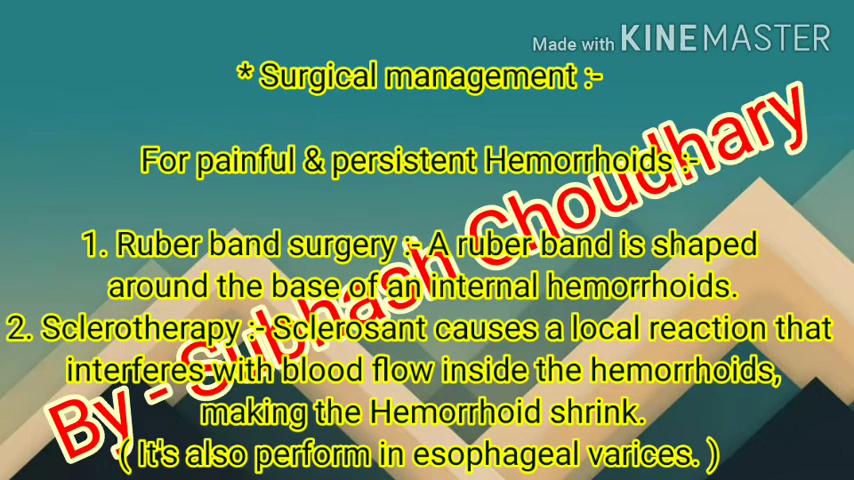 Made with KINEMASTER
* Surgical management :-
For painful & persistent Hemorrhoids :-
1. Ruber band surgery :- A ruber band is shaped
around the base of an internal hemorrhoids.
2. Sclerotherapy :- Sclerosant causes a local reaction that
interferes with blood flow inside the hemorrhoids,
making the Hemorrhoid shrink.
( It's also perform in esophageal varices. )
By - Subhash Choudhary